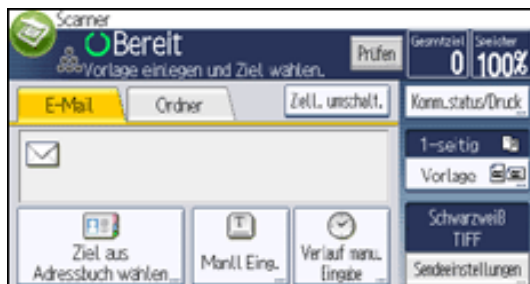 Scanner
Bereit
Vorlage einlegen und Ziel wählen.
Prüfen
Gesamtziel
0
Speicher
100%
E-Mail
Ordner
Zell. umschalt.
Komm.status/Druck
1-seitig
Vorlage
Ziel aus
Adressbuch wählen
Manll Eing.
Verlauf manu.
Eingabe
Schwarzweiß
TIFF
Sendeeinstellungen